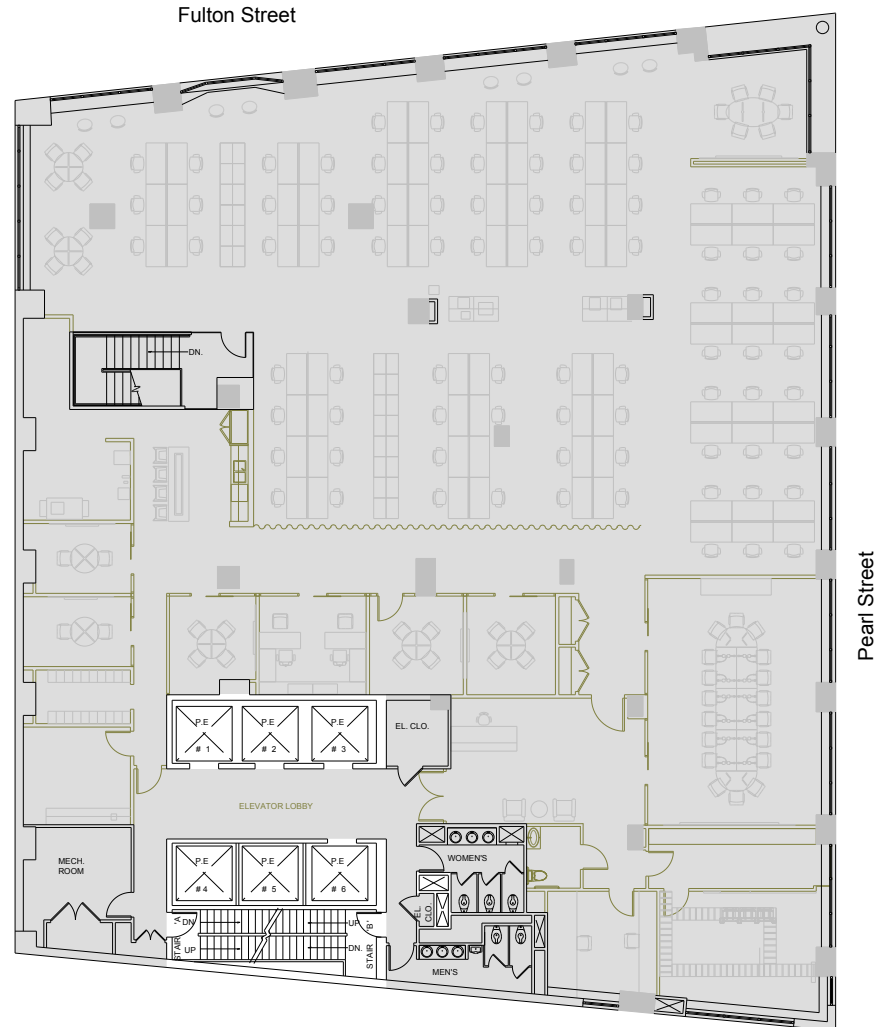 Fulton Street
DN.
Pearl Street
P.E
# 1
P.E
# 2
P.E
# 3
EL. CLO.
ELEVATOR LOBBY
MECH.
ROOM
P.E
#4
P.E
# 5
P.E
# 6
WOMEN'S
EL
CLO.
STAIR 'A'
DN
UP
UP
DN.
STAIR 'B'
MEN'S